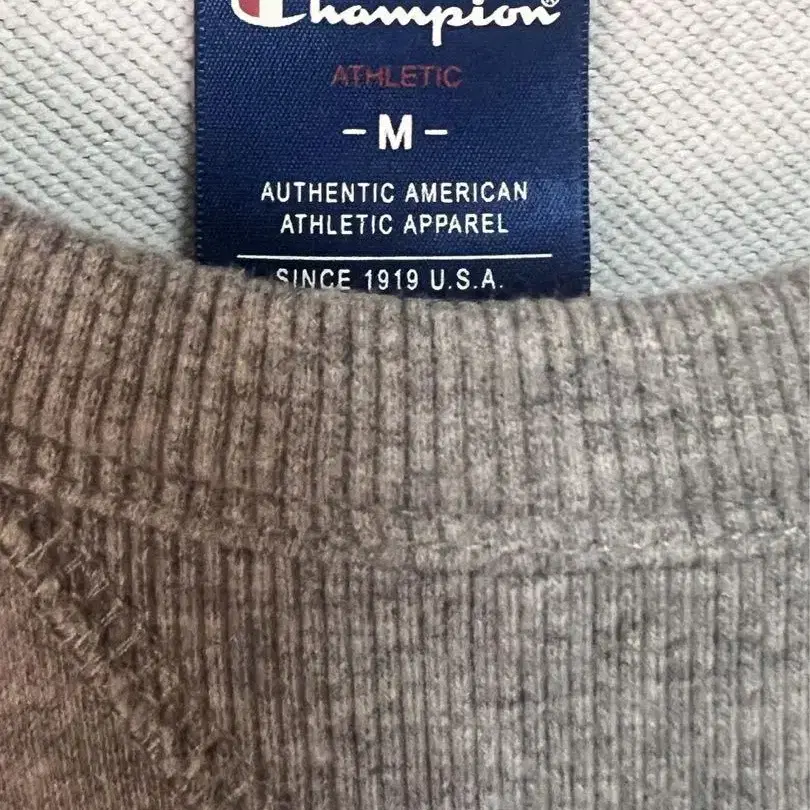 Champion®
ATHLETIC
-M-
AUTHENTIC AMERICAN
ATHLETIC APPAREL
SINCE 1919 U.S.A.